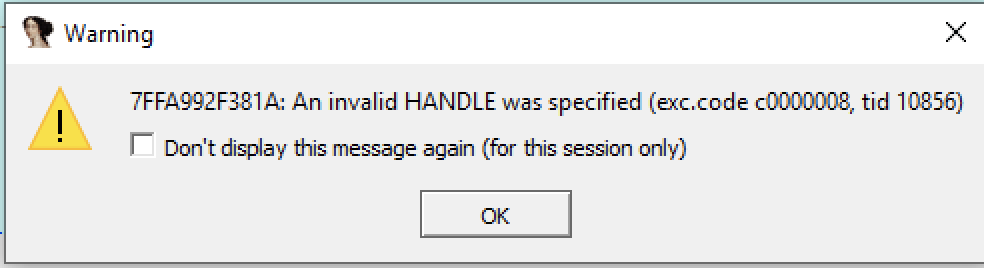 Warning
7FFA992F381A: An invalid HANDLE was specified (exc.code c0000008, tid 10856)
Don't display this message again (for this session only)
OK